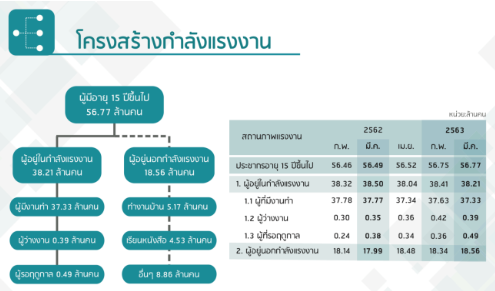 โครงสร้างกำลังแรงงาน
ผู้มีอายุ 15 ปีขึ้นไป
56.77 ล้านคน
ผู้อยู่ในกำลังแรงงาน
38.21 ล้านคน
ผู้อยู่นอกกำลังแรงงาน
18.56 ล้านคน
ผู้มีงานทำ 37.33 ล้านคน
ทำงานบ้าน 5.17 ล้านคน
ผู้ว่างงาน 0.39 ล้านคน
เรียนหนังสือ 4.53 ล้านคน
ผู้รอฤดูกาล 0.49 ล้านคน
อื่นๆ 8.86 ล้านคน
หน่วย:ล้านคน
สถานภาพแรงงาน 2562 2563
ก.พ. มี.ค. เม.ย. ก.พ. มี.ค.
ประชากรอายุ 15 ปีขึ้นไป 56.46 56.49 56.52 56.75 56.77
1. ผู้อยู่ในกำลังแรงงาน 38.32 38.50 38.04 38.41 38.21
1.1 ผู้มีงานทำ 37.78 37.77 37.34 37.63 37.33
1.2 ผู้ว่างงาน 0.30 0.35 0.36 0.42 0.39
1.3 ผู้ที่รอฤดูกาล 0.24 0.38 0.34 0.36 0.49
2. ผู้อยู่นอกกำลังแรงงาน 18.14 17.99 18.48 18.34 18.56